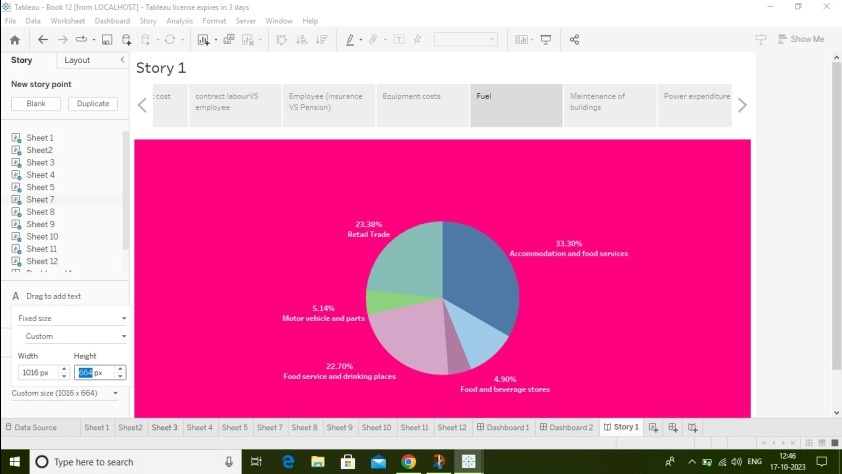 Tableau - Book 12 [from LOCALHOST] - Tableau license expires in 3 days
File Data Worksheet Dashboard Story Analysis Format Server Window Help
Show Me
Story Layout
New story point
Blank Duplicate
Sheet 1
Sheet2
Sheet 3
Sheet 4
Sheet 5
Sheet 7
Sheet 8
Sheet 9
Sheet 10
Sheet 11
Sheet 12
A Drag to add text
Fixed size
Custom
Width Height
1016 px 664 px
Custom size (1016 x 664)
Story 1
cost
contract labourVS
employee
Employee (insurance
VS Pension)
Equipment costs
Fuel
Maintenance of
buildings
Power expenditure
23.38%
Retail Trade
33.30%
Accommodation and food services
5.14%
Motor vehicle and parts
22.70%
Food service and drinking places
4.90%
Food and beverage stores
Data Source Sheet 1 Sheet2 Sheet 3 Sheet 4 Sheet 5 Sheet 7 Sheet 8 Sheet 9 Sheet 10 Sheet 11 Sheet 12 Dashboard 1 Dashboard 2 Story 1
Type here to search
ENG
12:46
17-10-2023